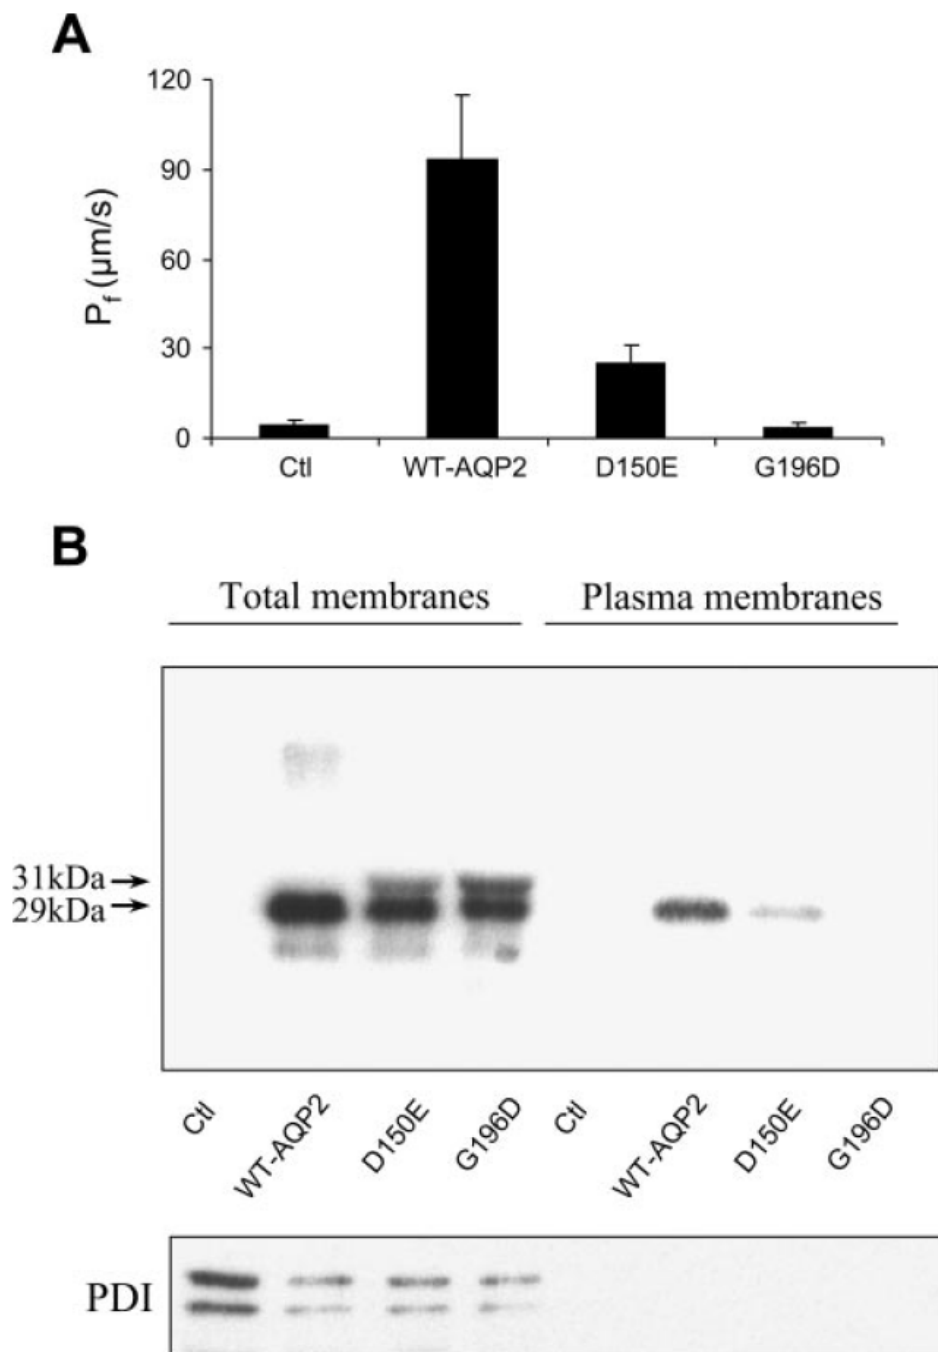 A
120
90
60
30
0
Pf (µm/s)
Ctl WT-AQP2 D150E G196D
B
Total membranes Plasma membranes
31kDa
29kDa
Ctl WT-AQP2 D150E G196D Ctl WT-AQP2 D150E G196D
PDI